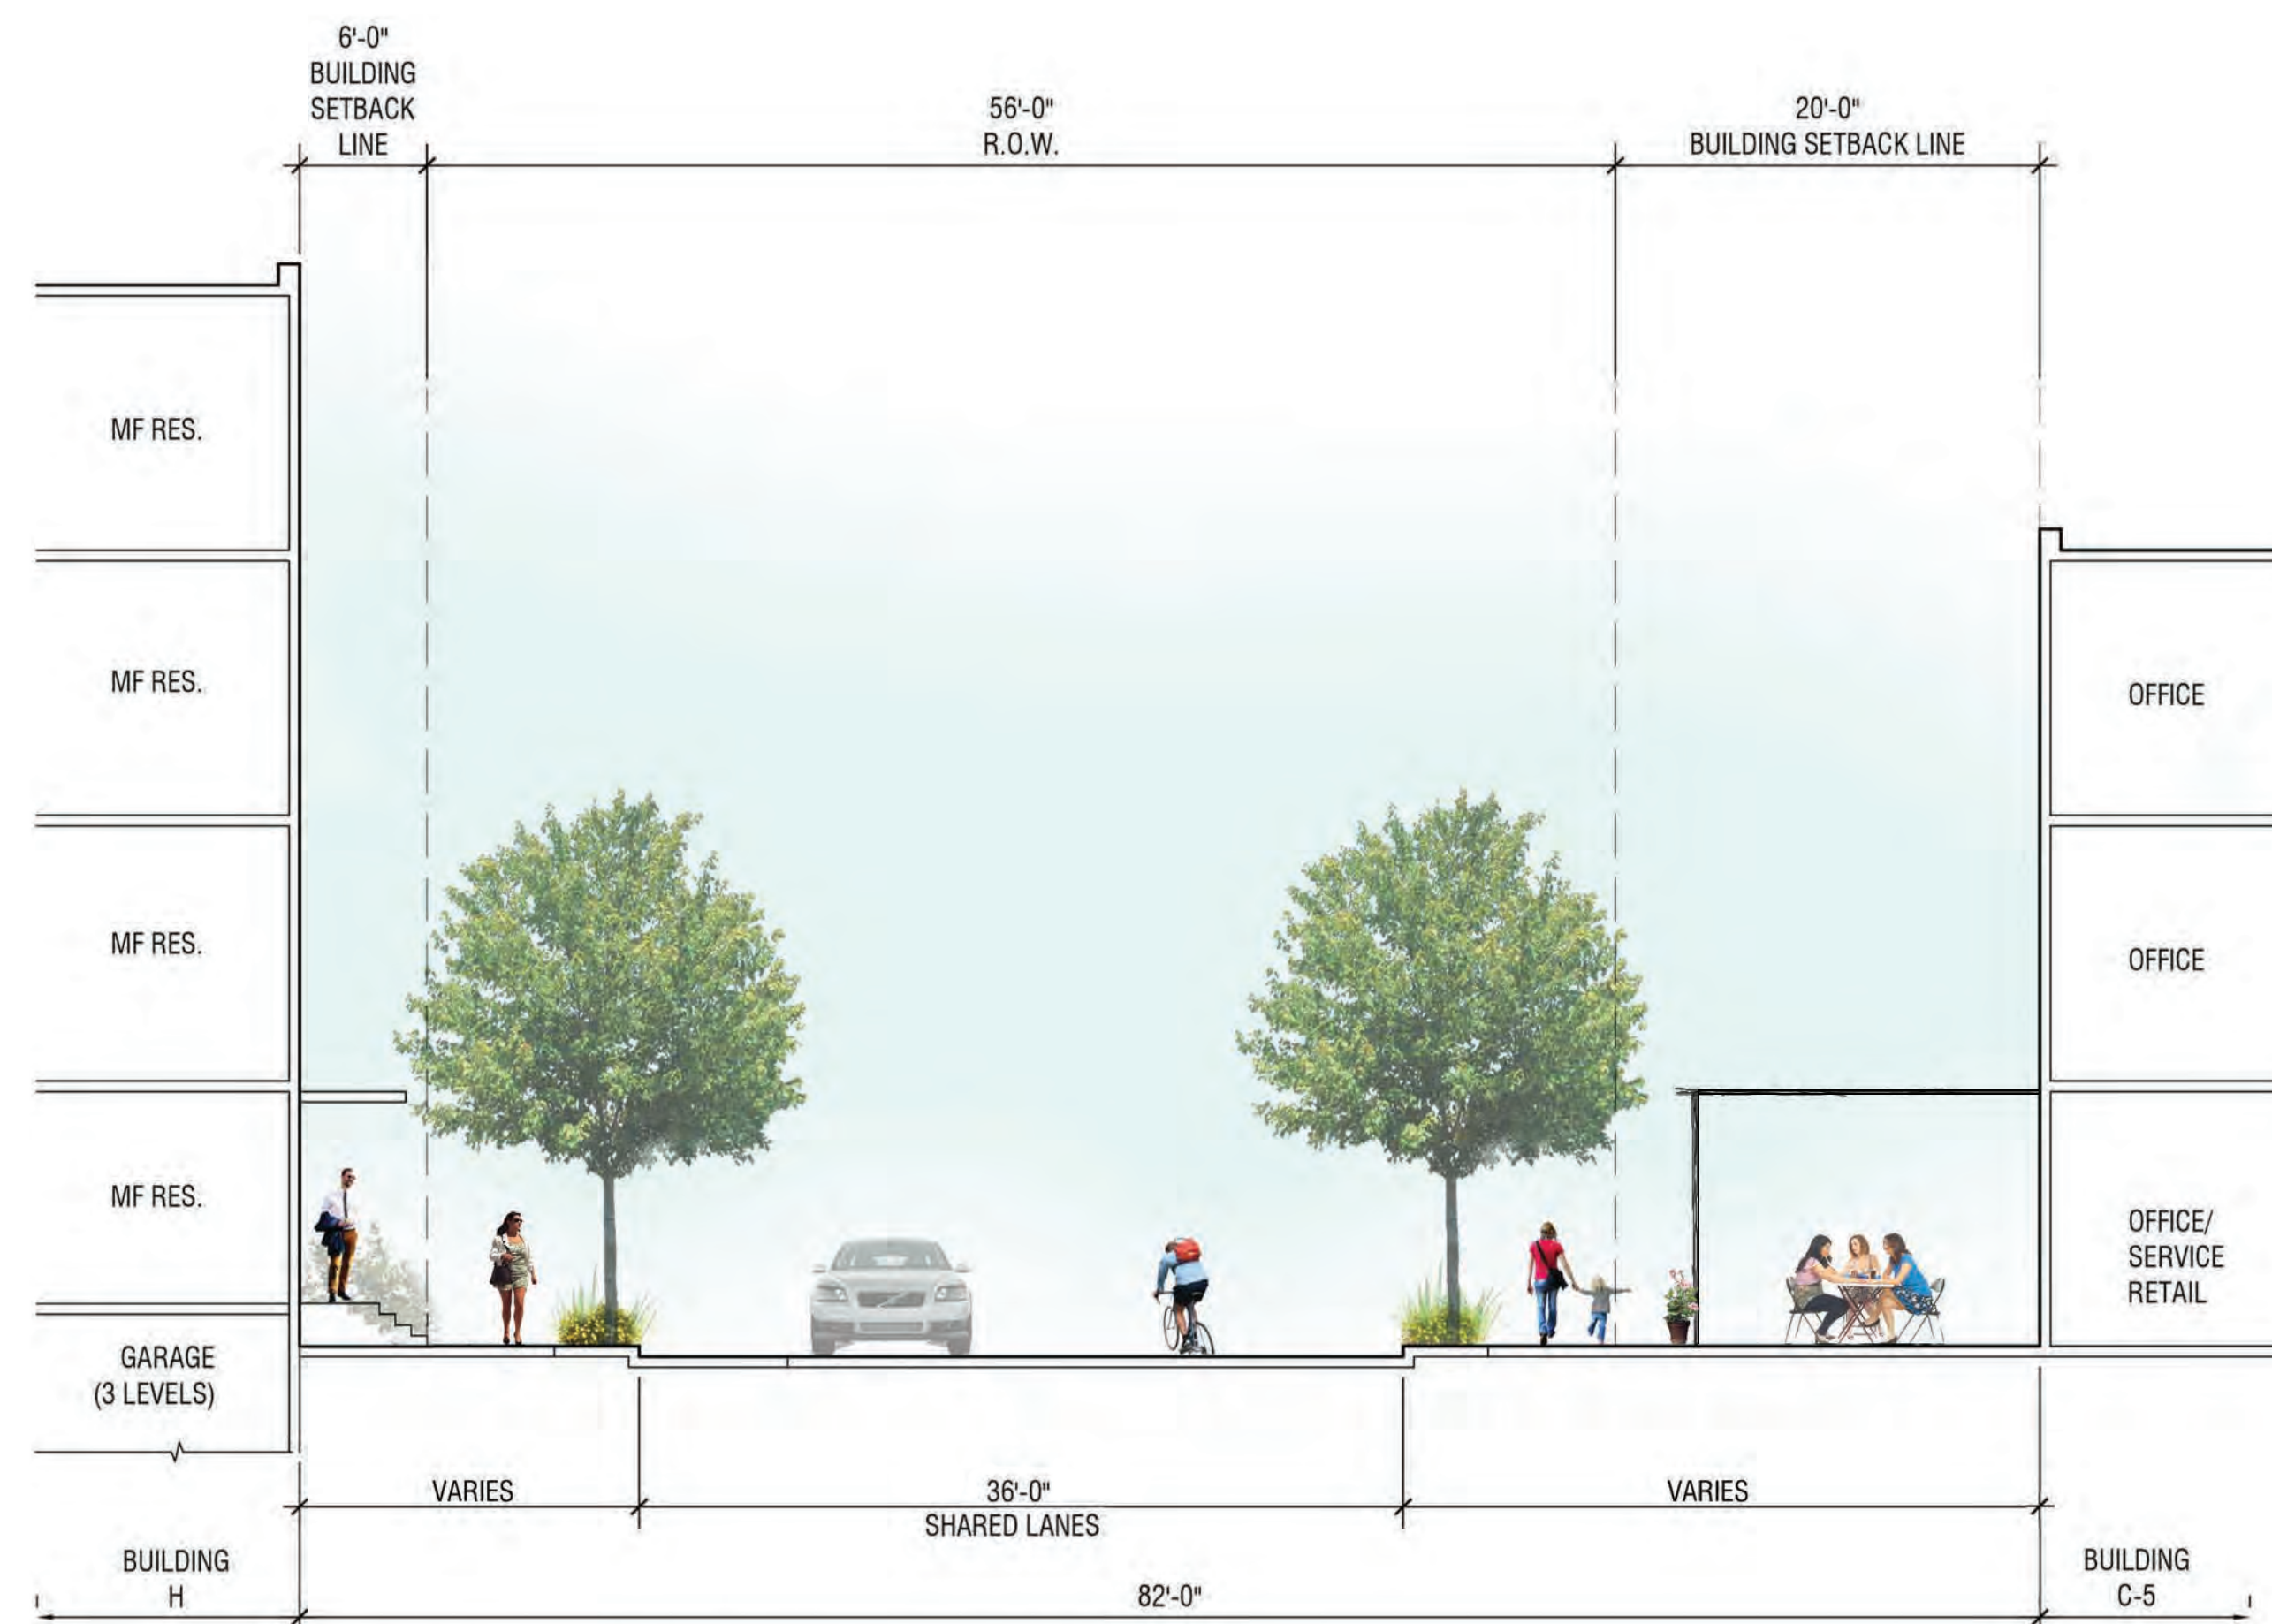 6'-0"
BUILDING
SETBACK
LINE
56'-0"
R.O.W.
20'-0"
BUILDING SETBACK LINE
MF RES.
MF RES.
MF RES.
MF RES.
GARAGE
(3 LEVELS)
OFFICE
OFFICE
OFFICE/
SERVICE
RETAIL
VARIES
36'-0"
SHARED LANES
VARIES
BUILDING
H
82'-0"
BUILDING
C-5